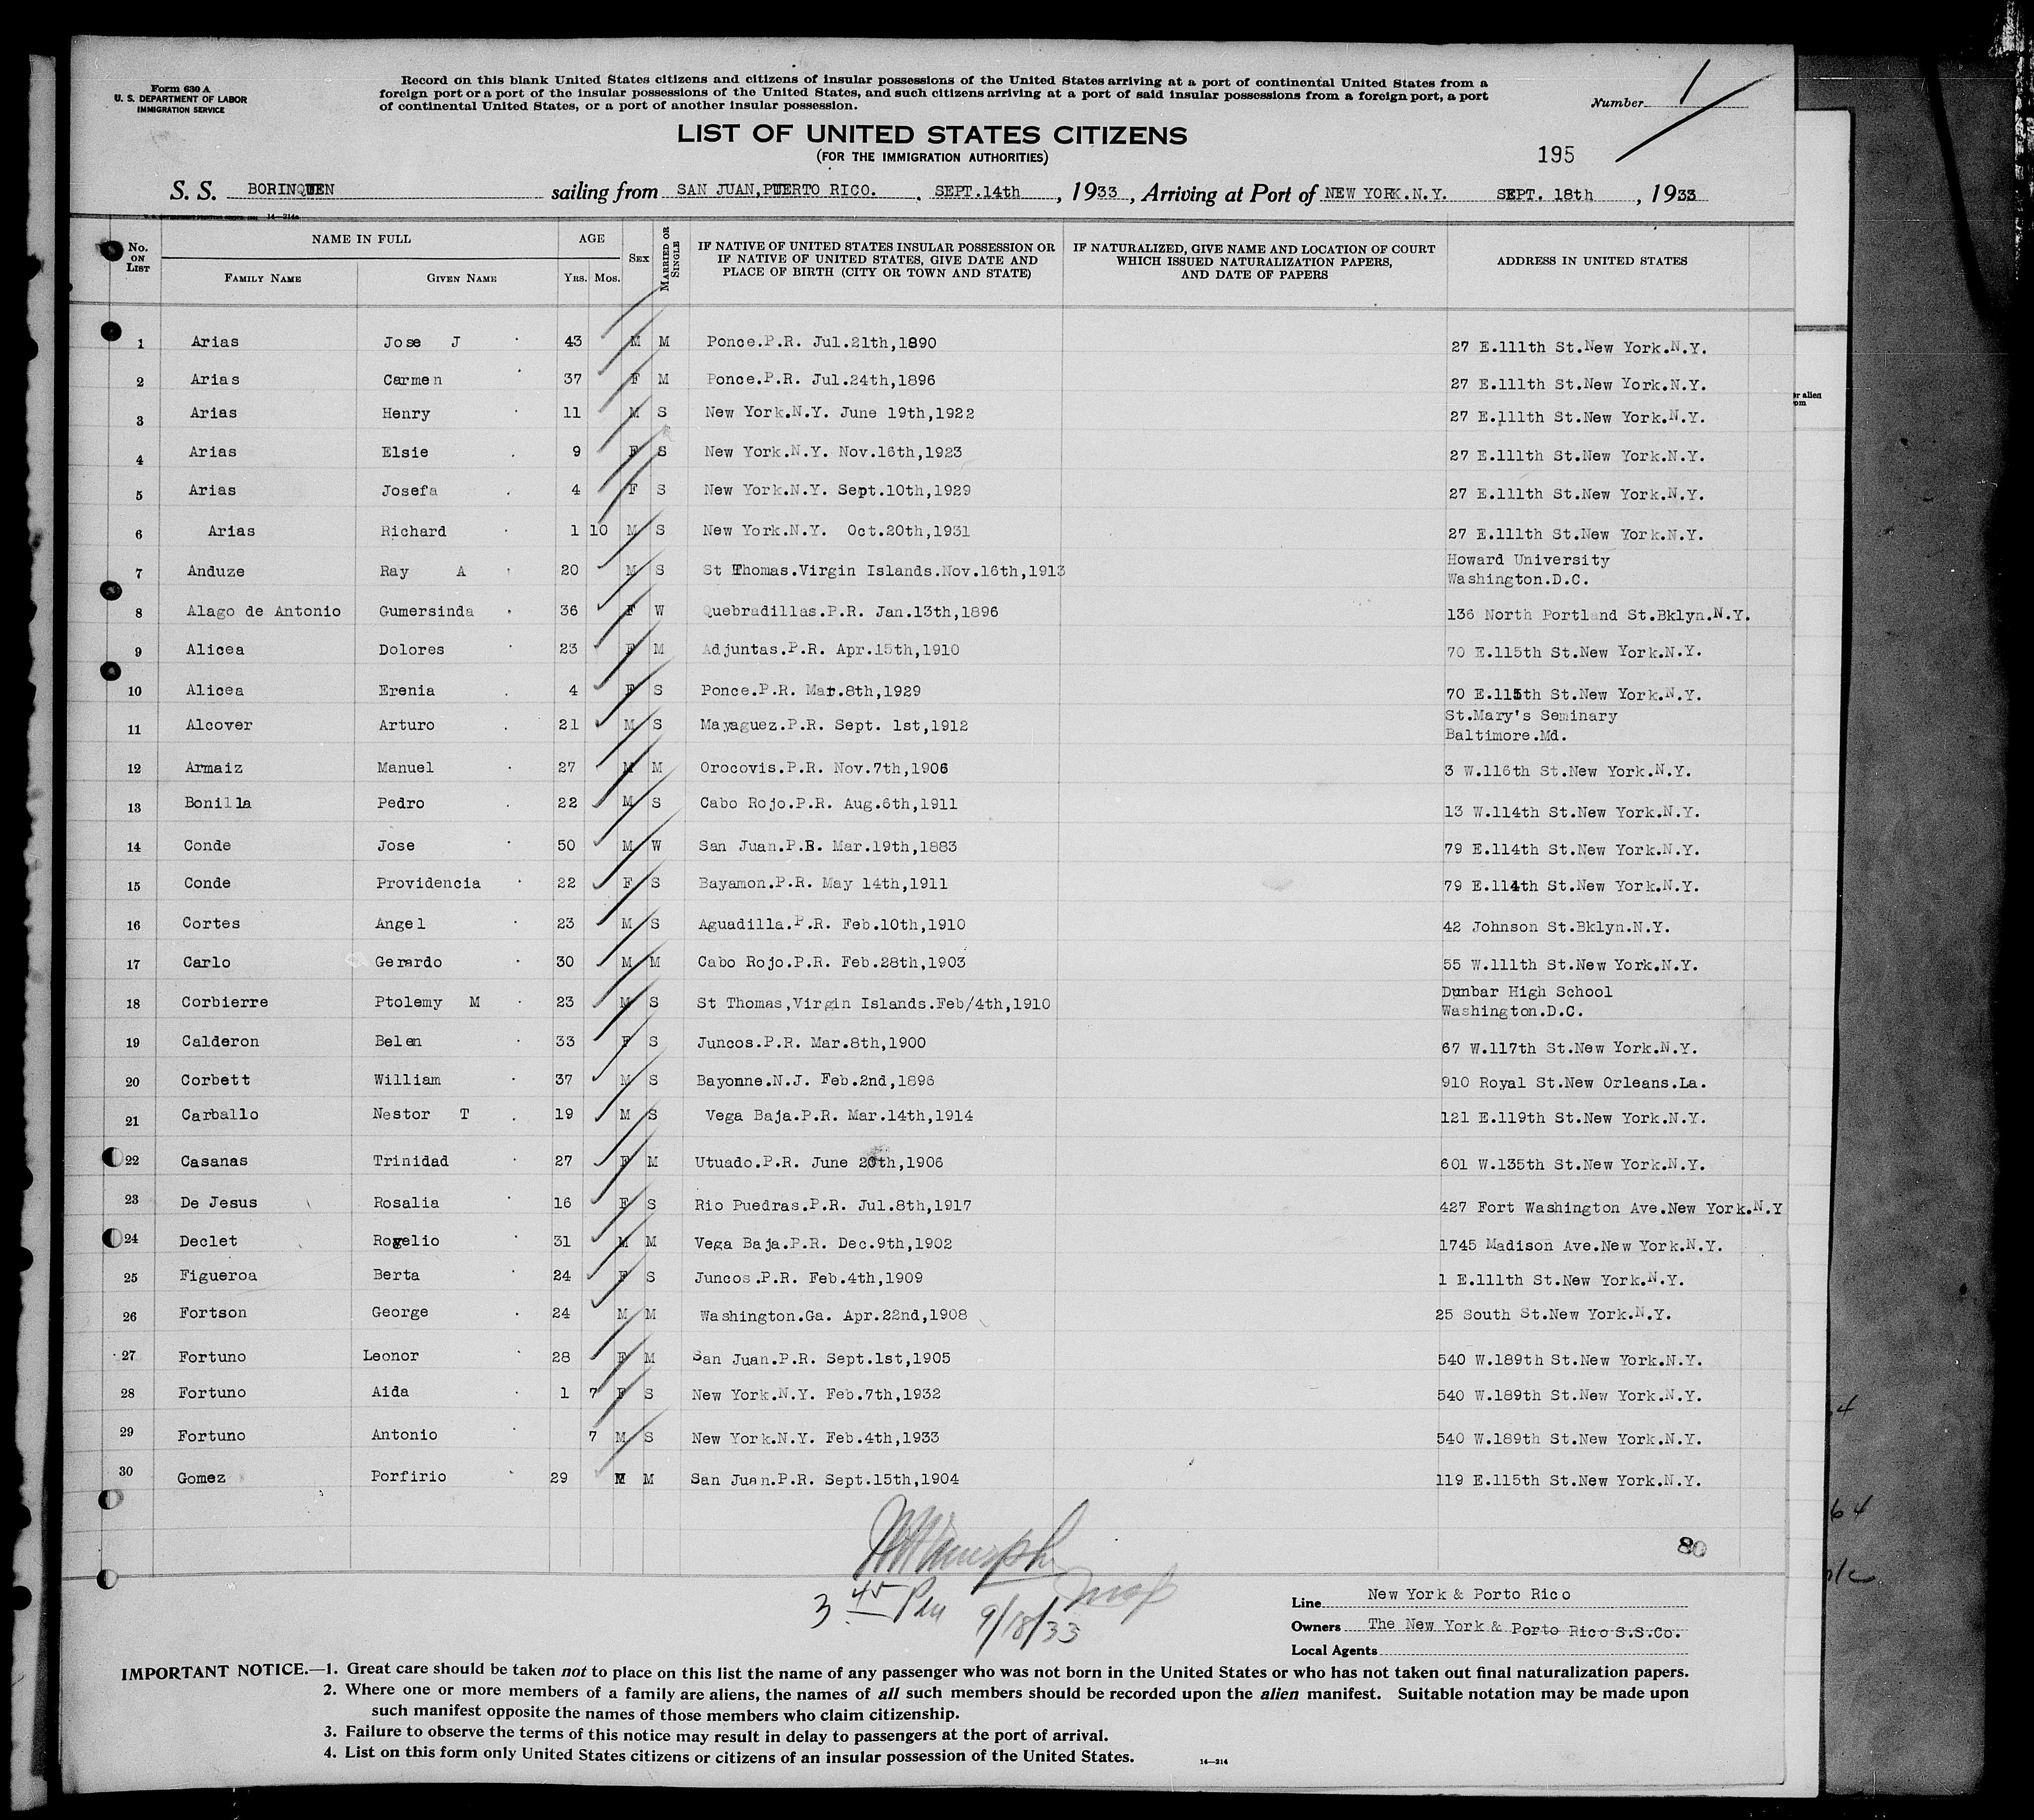 Form 630 A
U. S. DEPARTMENT OF LABOR
IMMIGRATION SERVICE
Record on this blank United States citizens and citizens of insular possessions of the United States arriving at a port of continental United States from a
foreign port or a port of the insular possessions of the United States, and such citizens arriving at a port of said insular possessions from a foreign port, a port
of continental United States, or a port of another insular possession.
Number 1
LIST OF UNITED STATES CITIZENS
(FOR THE IMMIGRATION AUTHORITIES)
195
S. S. BORINQUEN sailing from SAN JUAN,PUERTO RICO. SEPT.14th , 1933, Arriving at Port of NEW YORK.N.Y. SEPT. 18th , 1933
14—214a
No. ON LIST NAME IN FULL AGE SEX MARRIED OR SINGLE IF NATIVE OF UNITED STATES INSULAR POSSESSION OR IF NATIVE OF UNITED STATES, GIVE DATE AND PLACE OF BIRTH (CITY OR TOWN AND STATE) IF NATURALIZED, GIVE NAME AND LOCATION OF COURT WHICH ISSUED NATURALIZATION PAPERS, AND DATE OF PAPERS ADDRESS IN UNITED STATES
FAMILY NAME GIVEN NAME YRS. MOS.
1 Arias Jose J 43 M M Ponce.P.R. Jul.21th,1890 27 E.111th St.New York.N.Y.
2 Arias Carmen 37 F M Ponce.P.R. Jul.24th,1896 27 E.111th St.New York.N.Y.
3 Arias Henry 11 M S New York.N.Y. June 19th,1922 27 E.111th St.New York.N.Y.
4 Arias Elsie 9 F S New York.N.Y. Nov.16th,1923 27 E.111th St.New York.N.Y.
5 Arias Josefa 4 F S New York.N.Y. Sept.10th,1929 27 E.111th St.New York.N.Y.
6 Arias Richard 1 10 M S New York.N.Y. Oct.20th,1931 27 E.111th St.New York.N.Y.
7 Anduze Ray A 20 M S St Thomas.Virgin Islands.Nov.16th,1913 Howard University
Washington.D.C.
8 Alago de Antonio Gumersinda 36 F W Quebradillas.P.R. Jan.13th,1896 136 North Portland St.Bklyn.N.Y.
9 Alicea Dolores 23 F M Adjuntas.P.R. Apr.15th,1910 70 E.115th St.New York.N.Y.
10 Alicea Erenia 4 F S Ponce.P.R. Mar.8th,1929 70 E.115th St.New York.N.Y.
11 Alcover Arturo 21 M S Mayaguez.P.R. Sept. 1st,1912 St.Mary's Seminary
Baltimore.Md.
12 Armaiz Manuel 27 M M Orocovis.P.R. Nov.7th,1906 3 W.116th St.New York.N.Y.
13 Bonilla Pedro 22 M S Cabo Rojo.P.R. Aug.6th,1911 13 W.114th St.New York.N.Y.
14 Conde Jose 50 M W San Juan.P.R. Mar.19th,1883 79 E.114th St.New York.N.Y.
15 Conde Providencia 22 F S Bayamon.P.R. May 14th,1911 79 E.114th St.New York.N.Y.
16 Cortes Angel 23 M S Aguadilla.P.R. Feb.10th,1910 42 Johnson St.Bklyn.N.Y.
17 Carlo Gerardo 30 M M Cabo Rojo.P.R. Feb.28th,1903 55 W.111th St.New York.N.Y.
18 Corbierre Ptolemy M 23 M S St Thomas,Virgin Islands.Feb/4th,1910 Dunbar High School
Washington.D.C.
19 Calderon Belen 33 F S Juncos.P.R. Mar.8th,1900 67 W.117th St.New York.N.Y.
20 Corbett William 37 M S Bayonne.N.J. Feb.2nd,1896 910 Royal St.New Orleans.La.
21 Carballo Nestor T 19 M S Vega Baja.P.R. Mar.14th,1914 121 E.119th St.New York.N.Y.
22 Casanas Trinidad 27 F M Utuado.P.R. June 20th,1906 601 W.135th St.New York.N.Y.
23 De Jesus Rosalia 16 F S Rio Puedras.P.R. Jul.8th,1917 427 Fort Washington Ave.New York.N.Y
24 Declet Rogelio 31 M M Vega Baja.P.R. Dec.9th,1902 1745 Madison Ave.New York.N.Y.
25 Figueroa Berta 24 F S Juncos.P.R. Feb.4th,1909 1 E.111th St.New York.N.Y.
26 Fortson George 24 M M Washington.Ga. Apr.22nd,1908 25 South St.New York.N.Y.
27 Fortuno Leonor 28 F M San Juan.P.R. Sept.1st,1905 540 W.189th St.New York.N.Y.
28 Fortuno Aida 1 7 F S New York.N.Y. Feb.7th,1932 540 W.189th St.New York.N.Y.
29 Fortuno Antonio 7 M S New York.N.Y. Feb.4th,1933 540 W.189th St.New York.N.Y.
30 Gomez Porfirio 29 M M San Juan.P.R. Sept.15th,1904 119 E.115th St.New York.N.Y.
80
3 45 Pm 9/18/33 Insp
Line New York & Porto Rico
Owners The New York & Porto Rico S.S.Co.
Local Agents
IMPORTANT NOTICE.—1. Great care should be taken not to place on this list the name of any passenger who was not born in the United States or who has not taken out final naturalization papers.
2. Where one or more members of a family are aliens, the names of all such members should be recorded upon the alien manifest. Suitable notation may be made upon
such manifest opposite the names of those members who claim citizenship.
3. Failure to observe the terms of this notice may result in delay to passengers at the port of arrival.
4. List on this form only United States citizens or citizens of an insular possession of the United States.
14—214